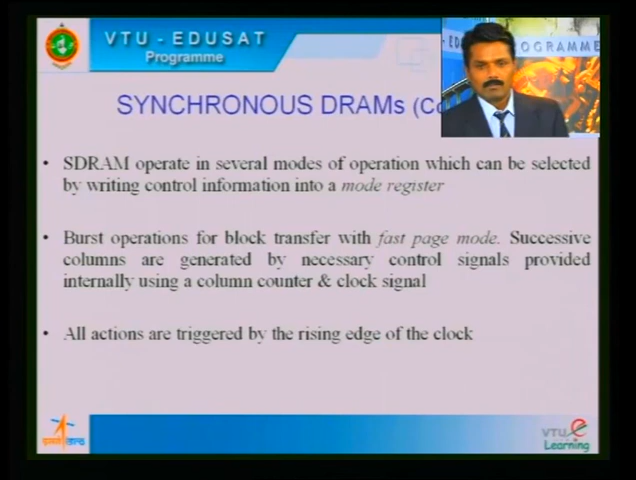 VTU - EDUSAT
Programme
OGRAMME
SYNCHRONOUS DRAMs (Co
• SDRAM operate in several modes of operation which can be selected
by writing control information into a mode register
• Burst operations for block transfer with fast page mode. Successive
columns are generated by necessary control signals provided
internally using a column counter & clock signal
• All actions are triggered by the rising edge of the clock
VTU e
Learning